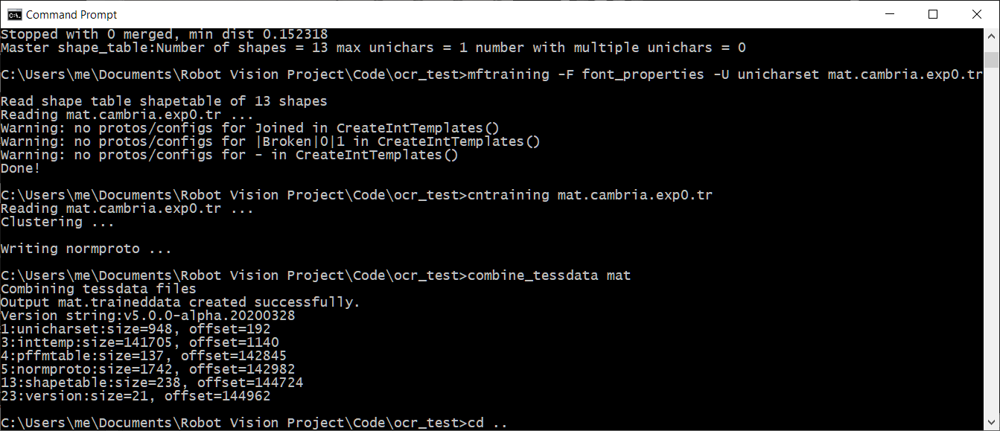 Command Prompt
Stopped with 0 merged, min dist 0.152318
Master shape_table:Number of shapes = 13 max unichars = 1 number with multiple unichars = 0
C:\Users\me\Documents\Robot Vision Project\Code\ocr_test>mftraining -F font_properties -U unicharset mat.cambria.exp0.tr
Read shape table shapetable of 13 shapes
Reading mat.cambria.exp0.tr ...
Warning: no protos/configs for Joined in CreateIntTemplates()
Warning: no protos/configs for |Broken|0|1 in CreateIntTemplates()
Warning: no protos/configs for - in CreateIntTemplates()
Done!
C:\Users\me\Documents\Robot Vision Project\Code\ocr_test>cntraining mat.cambria.exp0.tr
Reading mat.cambria.exp0.tr ...
Clustering ...
Writing normproto ...
C:\Users\me\Documents\Robot Vision Project\Code\ocr_test>combine_tessdata mat
Combining tessdata files
Output mat.traineddata created successfully.
Version string:v5.0.0-alpha.20200328
1:unicharset:size=948, offset=192
3:inttemp:size=141705, offset=1140
4:pffmtable:size=137, offset=142845
5:normproto:size=1742, offset=142982
13:shapetable:size=238, offset=144724
23:version:size=21, offset=144962
C:\Users\me\Documents\Robot Vision Project\Code\ocr_test>cd ..